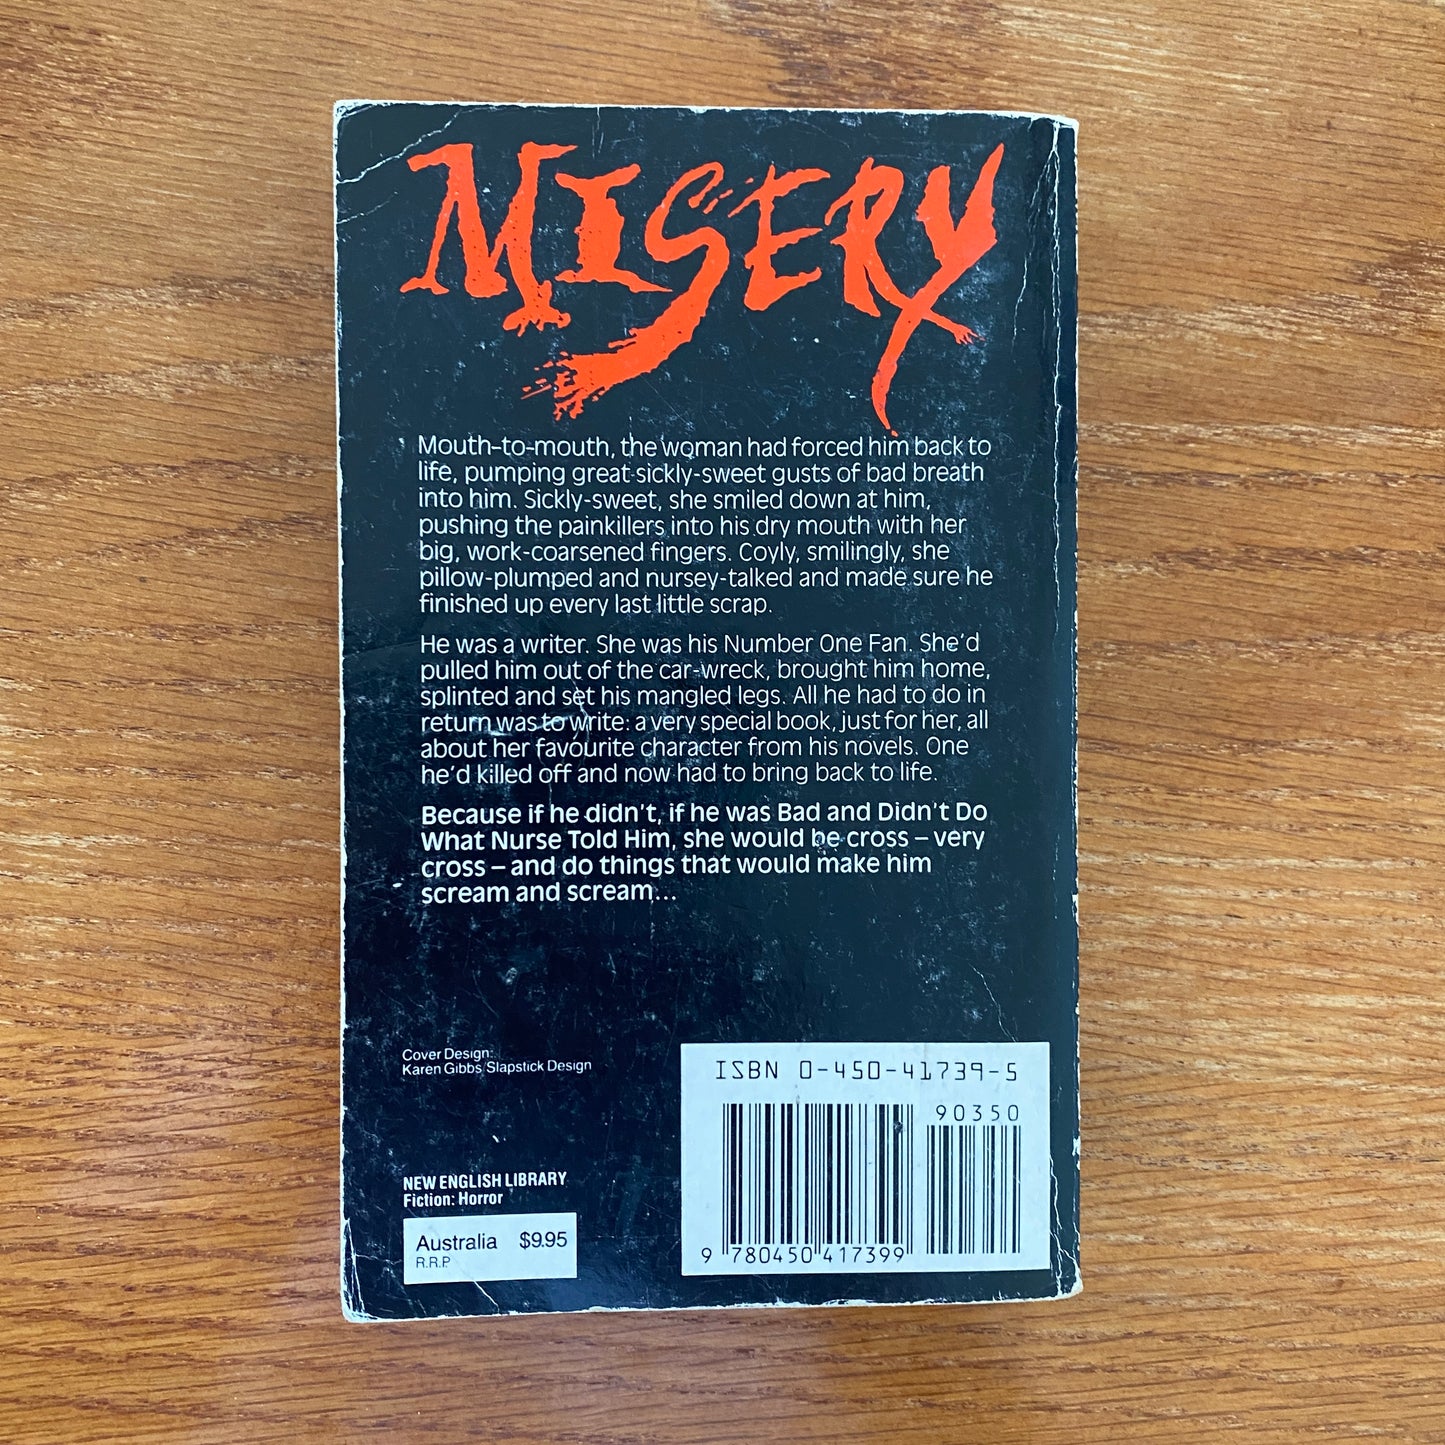 MISERY
Mouth-to-mouth, the woman had forced him back to
life, pumping great sickly-sweet gusts of bad breath
into him. Sickly-sweet, she smiled down at him,
pushing the painkillers into his dry mouth with her
big, work-coarsened fingers. Coyly, smilingly, she
pillow-plumped and nursey-talked and made sure he
finished up every last little scrap.
He was a writer. She was his Number One Fan. She'd
pulled him out of the car-wreck, brought him home,
splinted and set his mangled legs. All he had to do in
return was to write: a very special book, just for her, all
about her favourite character from his novels. One
he'd killed off and now had to bring back to life.
Because if he didn't, if he was Bad and Didn't Do
What Nurse Told Him, she would be cross – very
cross – and do things that would make him
scream and scream...
Cover Design:
Karen Gibbs/Slapstick Design
NEW ENGLISH LIBRARY
Fiction: Horror
Australia $9.95
R.R.P
ISBN 0-450-41739-5
90350
9 780450 417399